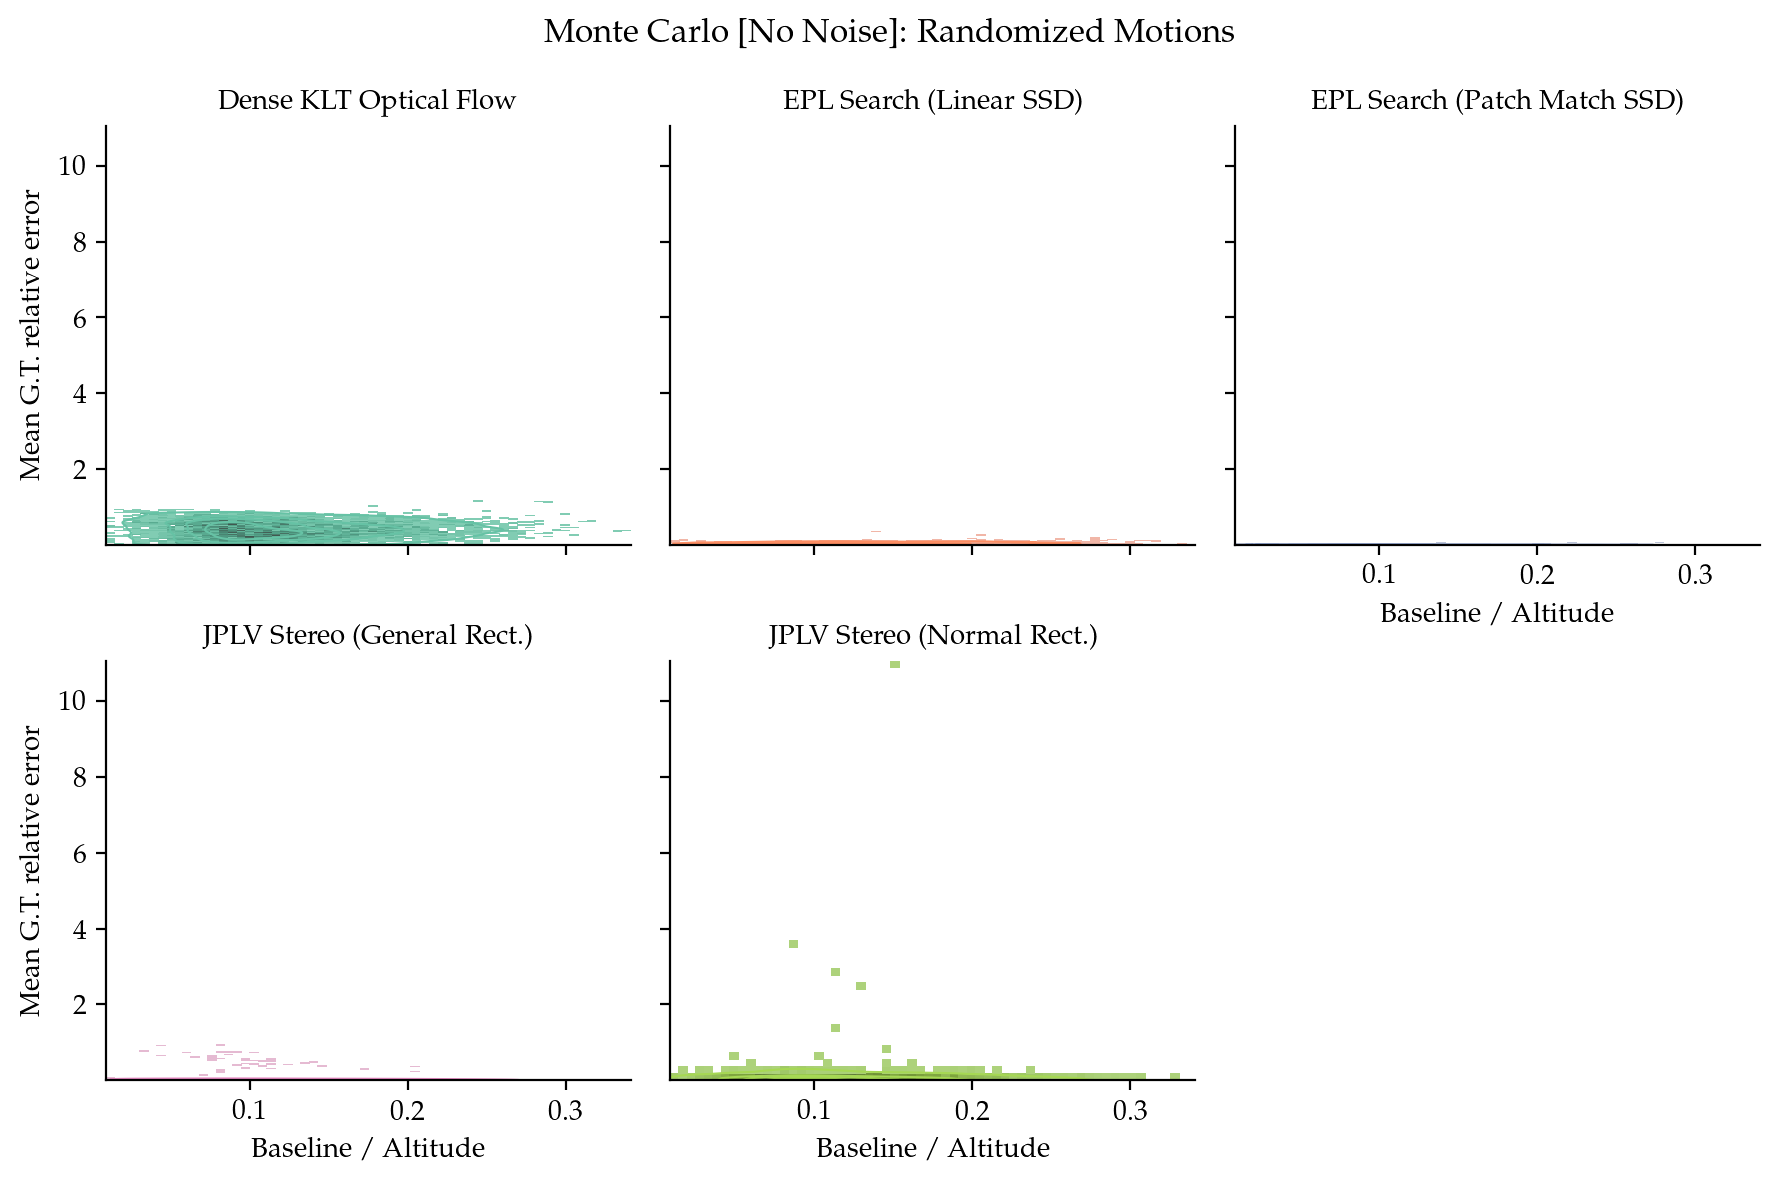 Monte Carlo [No Noise]: Randomized Motions
Dense KLT Optical Flow
EPL Search (Linear SSD)
EPL Search (Patch Match SSD)
Mean G.T. relative error
10
8
6
4
2
0.1
0.2
0.3
Baseline / Altitude
JPLV Stereo (General Rect.)
JPLV Stereo (Normal Rect.)
Mean G.T. relative error
10
8
6
4
2
0.1
0.2
0.3
Baseline / Altitude
0.1
0.2
0.3
Baseline / Altitude